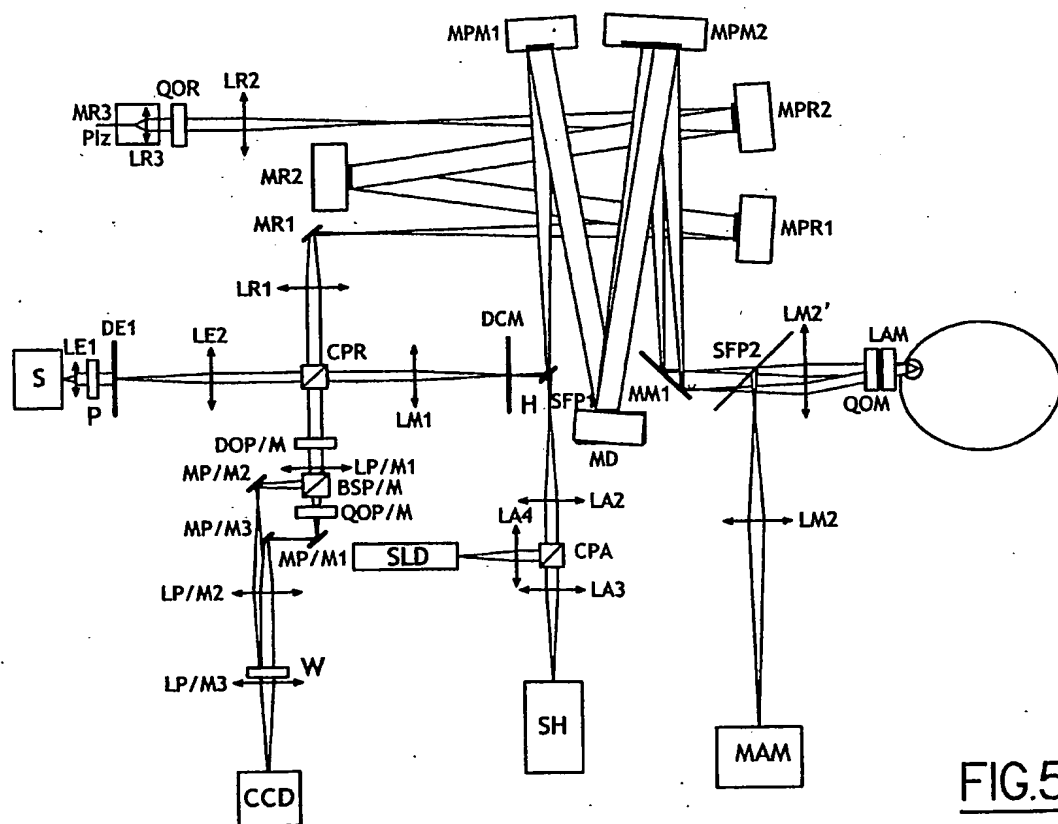 MPM1
MPM2
QOR
LR2
MR3
PIz
LR3
MPR2
MR2
MR1
MPR1
LR1
DE1
LE2
LE1
CPR
DCM
LM2'
LAM
S
SFP2
P
LM1
H
SFP1
MM1
QOM
DOP/M
MD
MP/M2
LP/M1
BSP/M
LA4
LA2
QOP/M
LM2
MP/M3
MP/M1
SLD
CPA
LP/M2
LA3
W
LP/M3
SH
MAM
CCD
FIG.5